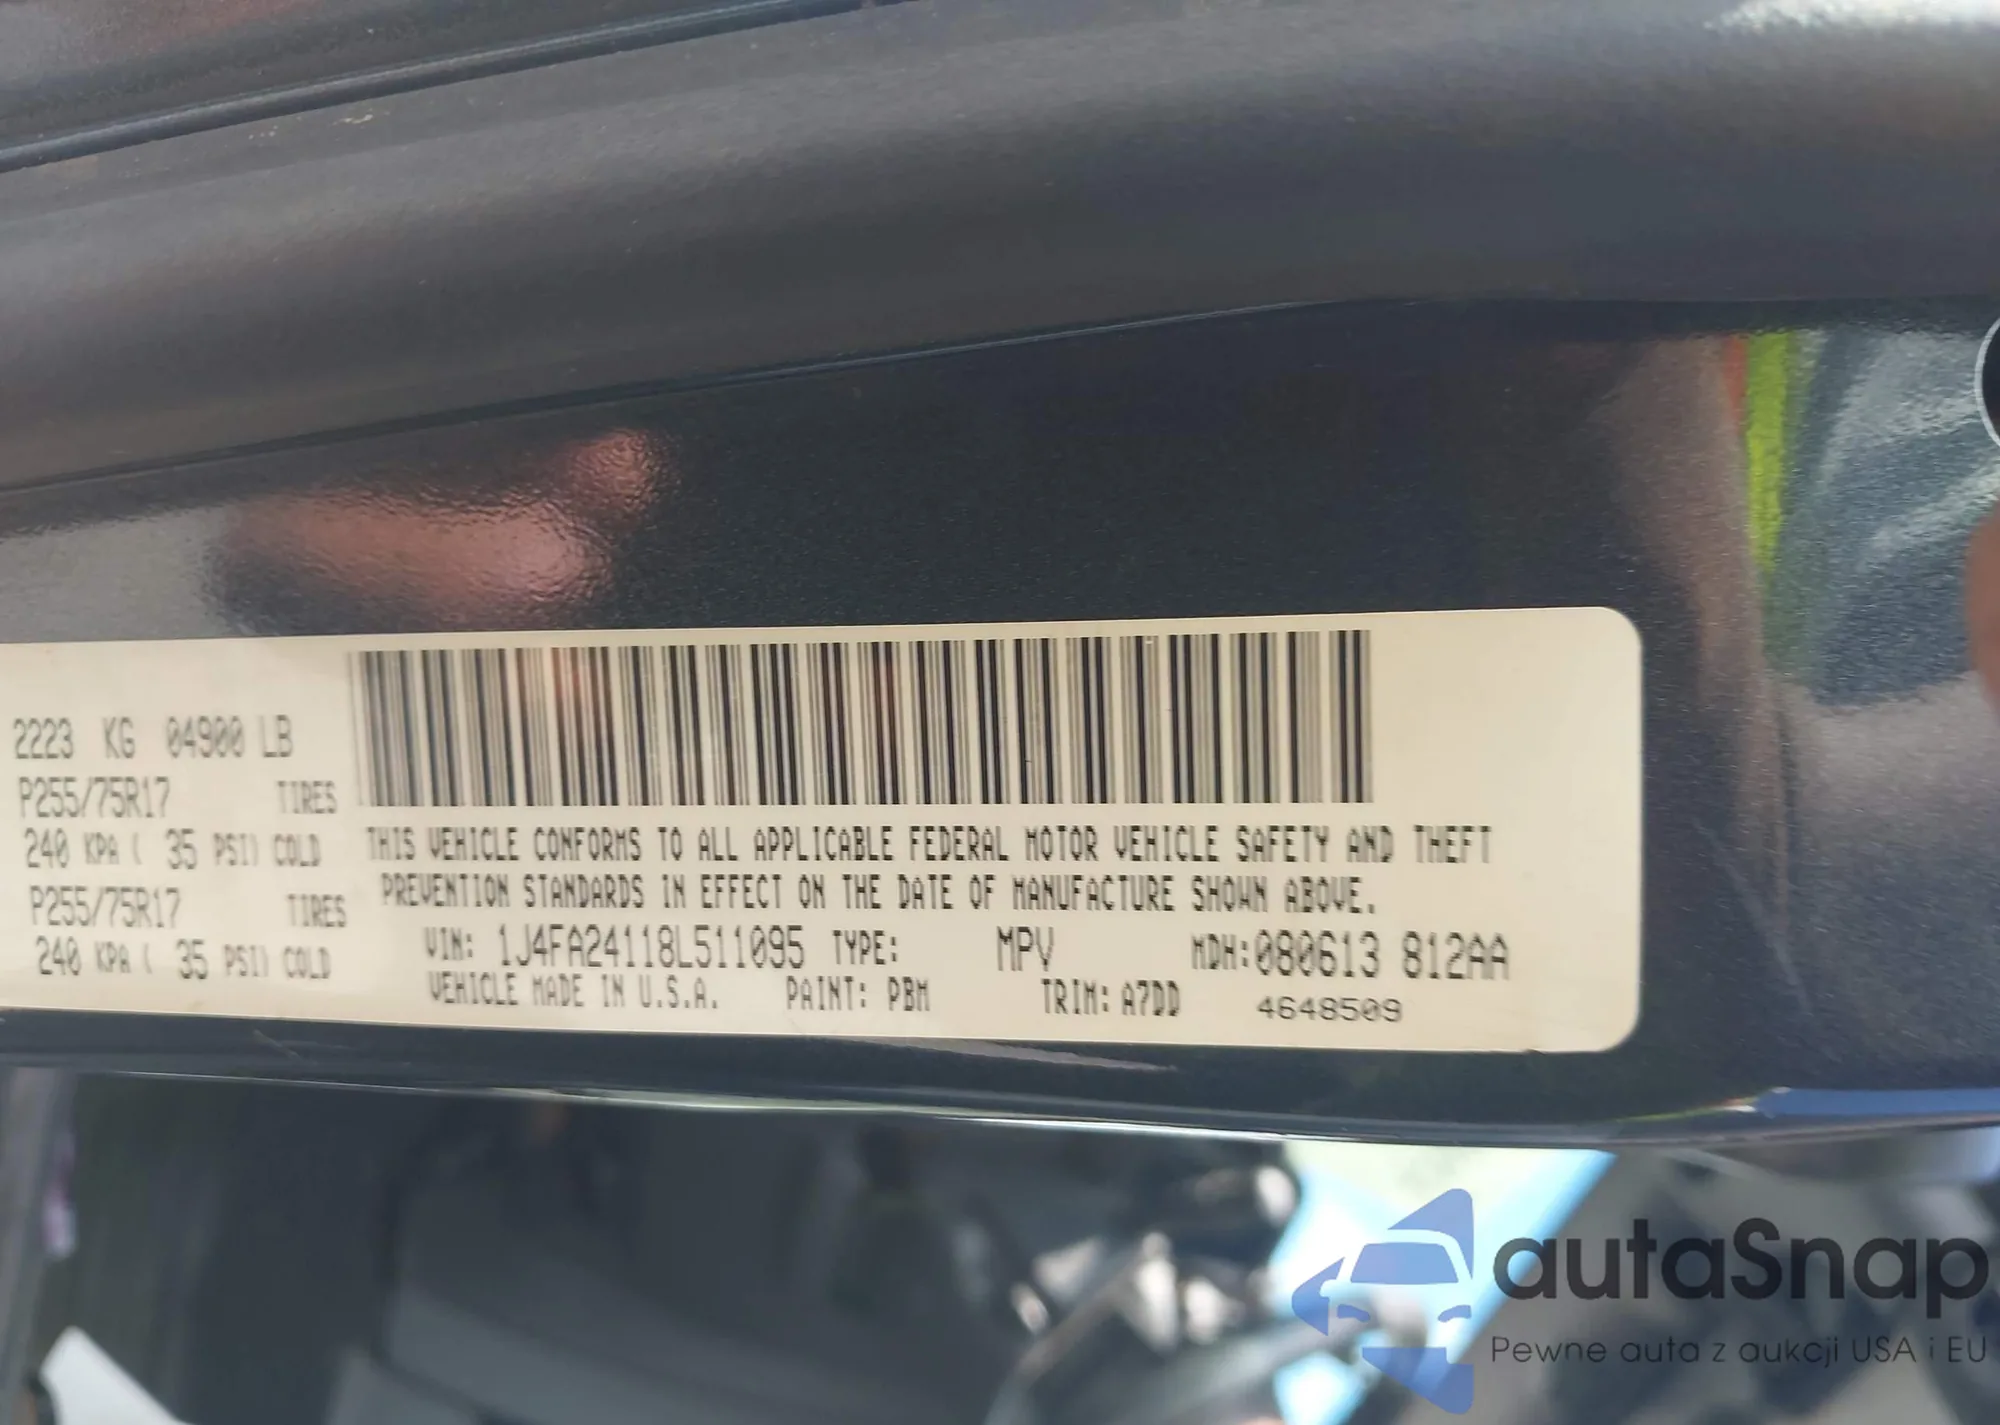 2223 KG 04900 LB
P255/75R17 TIRES
240 KPA ( 35 PSI) COLD
P255/75R17 TIRES
240 KPA ( 35 PSI) COLD
THIS VEHICLE CONFORMS TO ALL APPLICABLE FEDERAL MOTOR VEHICLE SAFETY AND THEFT
PREVENTION STANDARDS IN EFFECT ON THE DATE OF MANUFACTURE SHOWN ABOVE.
VIN: 1J4FA24118L511095 TYPE: MPV MDH:080613 812AA
VEHICLE MADE IN U.S.A. PAINT: PBM TRIM: A7DD 4648509
autaSnap
Pewne auta z aukcji USA i EU